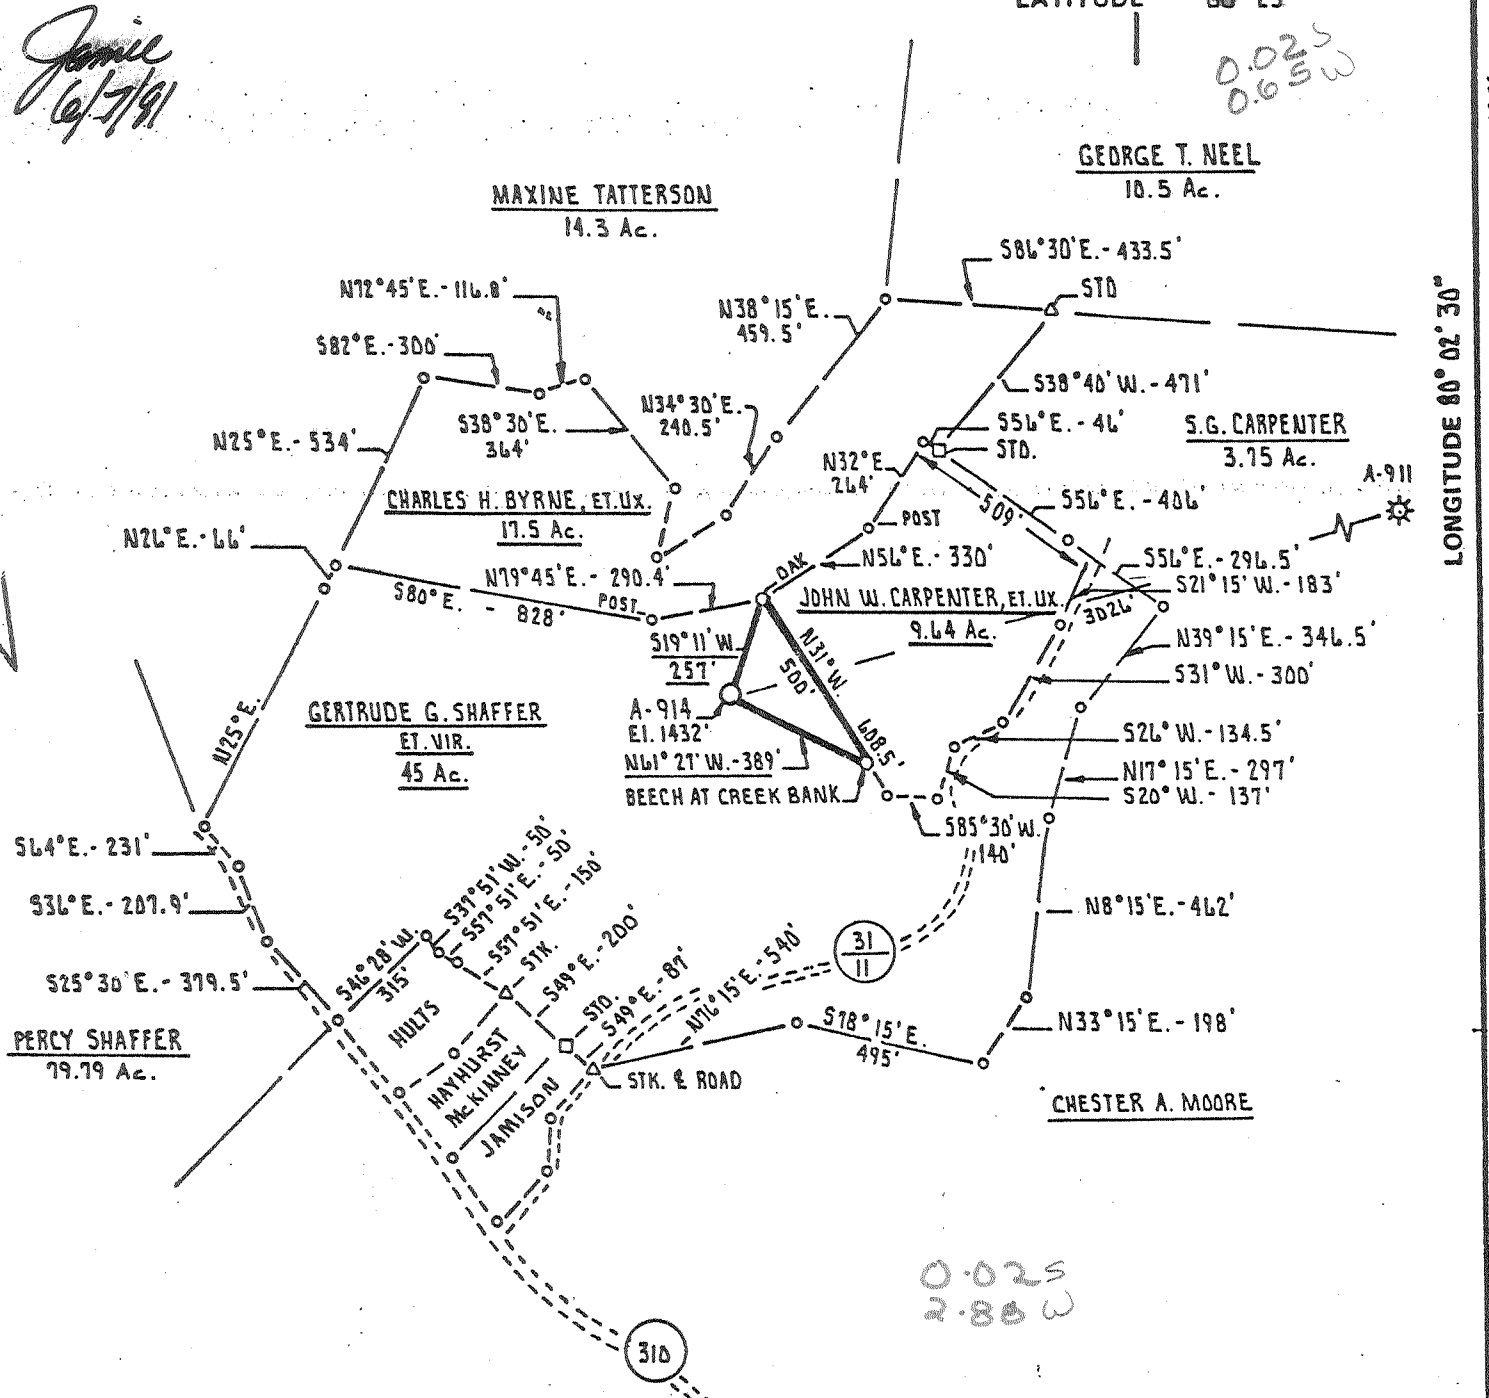 Jamie
6/7/91
LATITUDE
0.02 S
0.65 W
GEORGE T. NEEL
10.5 Ac.
MAXINE TATTERSON
14.3 Ac.
S86°30'E.-433.5'
STD
N72°45'E.-116.8'
N38°15'E.
459.5'
LONGITUDE 80° 02' 30"
S82°E.-300'
S38°40'W.-471'
N34°30'E.
240.5'
S38°30'E.
364'
S56°E.-46'
STD.
S.G. CARPENTER
3.75 Ac.
N25°E.-534'
N32°E.
264'
A-911
CHARLES H. BYRNE, ET.UX.
17.5 Ac.
S56°E.-406'
509'
POST
N26°E.-66'
N56°E.-330'
OAK
S56°E.-296.5'
N79°45'E.-290.4'
S21°15'W.-183'
S80°E. - 828'
POST
JOHN W. CARPENTER, ET.UX.
9.64 Ac.
3026'
N39°15'E.-346.5'
S19°11'W.
257'
N31°W.
500'
608.5'
S31°W.-300'
N25°E.
GERTRUDE G. SHAFFER
ET.VIR.
45 Ac.
A-914
El.1432'
S26°W.-134.5'
N61°27'W.-389'
N17°15'E.-297'
BEECH AT CREEK BANK
S20°W.-137'
S85°30'W.
140'
S64°E.-231'
S37°51'W.-50'
S57°51'E.-50'
S57°51'E.-150'
S36°E.-207.9'
N8°15'E.-462'
S46°28'W.
315'
STK.
S49°E.-200'
31
11
S25°30'E.-379.5'
HULTS
STD.
S49°E.-87'
N76°15'E.-540'
S78°15'E.
495'
N33°15'E.-198'
PERCY SHAFFER
79.79 Ac.
HAYHURST
McKINNEY
JAMISON
STK. ℄ ROAD
CHESTER A. MOORE
0.02 S
2.88 W
310